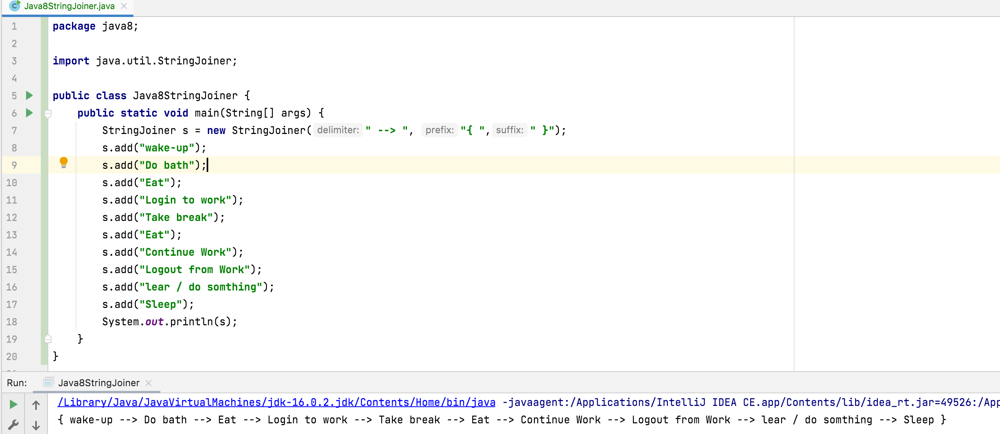 Java8StringJoiner.java
1 package java8;
2
3 import java.util.StringJoiner;
4
5 public class Java8StringJoiner {
6 public static void main(String[] args) {
7 StringJoiner s = new StringJoiner( delimiter: " --> ", prefix: "{ ", suffix: " }");
8 s.add("wake-up");
9 s.add("Do bath");
10 s.add("Eat");
11 s.add("Login to work");
12 s.add("Take break");
13 s.add("Eat");
14 s.add("Continue Work");
15 s.add("Logout from Work");
16 s.add("lear / do somthing");
17 s.add("Sleep");
18 System.out.println(s);
19 }
20 }
Run: Java8StringJoiner
/Library/Java/JavaVirtualMachines/jdk-16.0.2.jdk/Contents/Home/bin/java -javaagent:/Applications/IntelliJ IDEA CE.app/Contents/lib/idea_rt.jar=49526:/App
{ wake-up --> Do bath --> Eat --> Login to work --> Take break --> Eat --> Continue Work --> Logout from Work --> lear / do somthing --> Sleep }